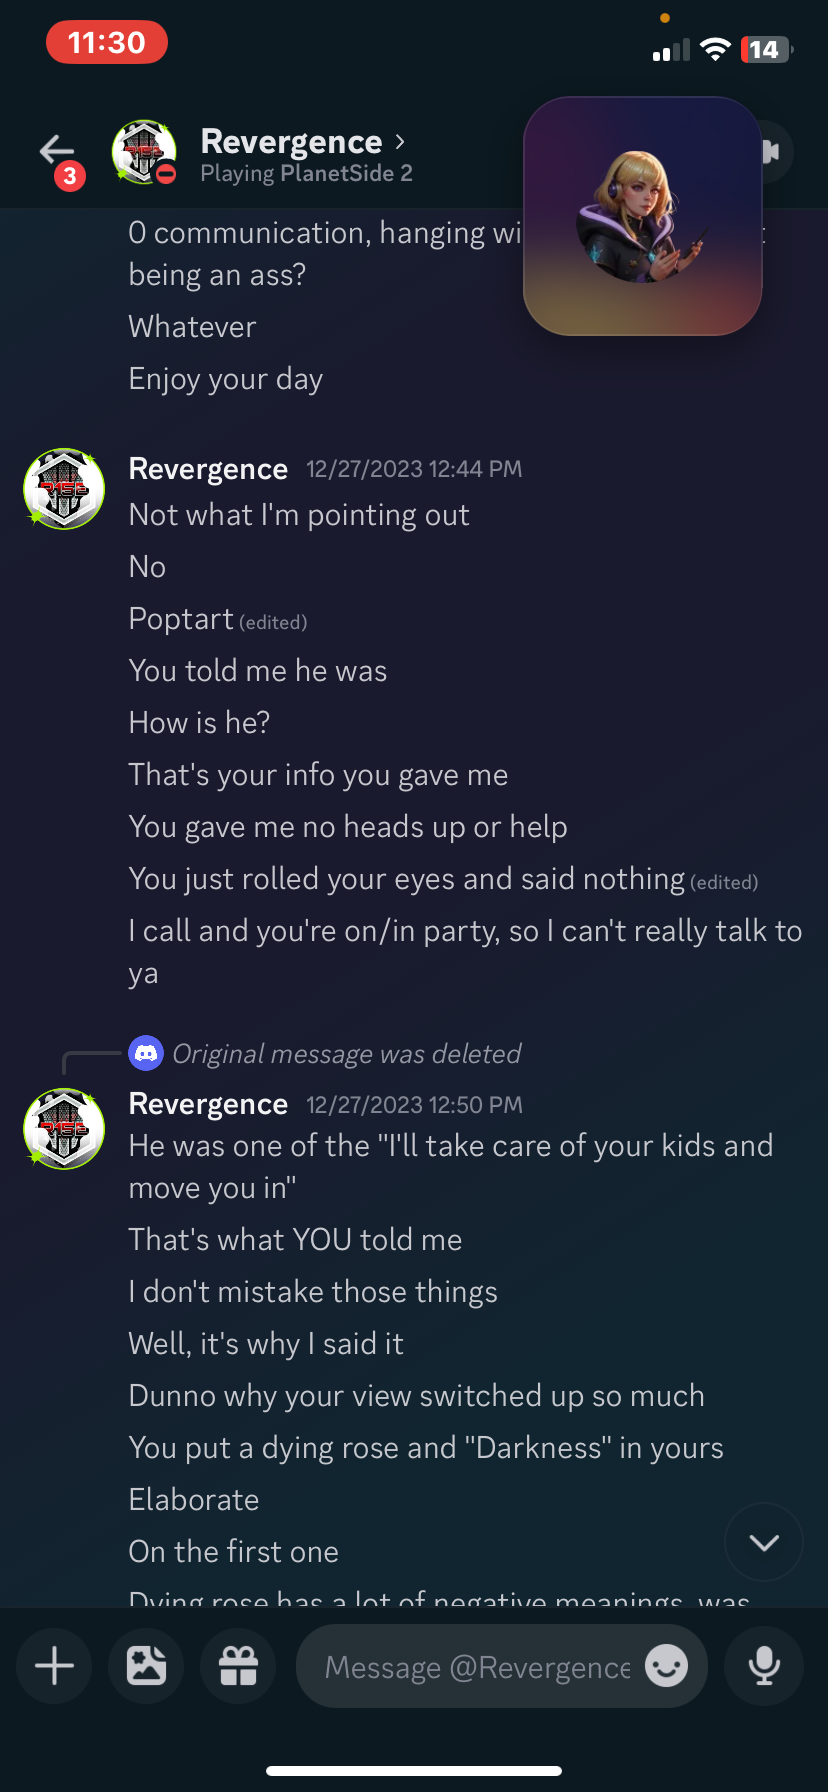 11:30
14
3
Revergence
Playing PlanetSide 2
0 communication, hanging
being an ass?
Whatever
Enjoy your day
Revergence 12/27/2023 12:44 PM
Not what I'm pointing out
No
Poptart (edited)
You told me he was
How is he?
That's your info you gave me
You gave me no heads up or help
You just rolled your eyes and said nothing (edited)
I call and you're on/in party, so I can't really talk to
ya
Original message was deleted
Revergence 12/27/2023 12:50 PM
He was one of the "I'll take care of your kids and
move you in"
That's what YOU told me
I don't mistake those things
Well, it's why I said it
Dunno why your view switched up so much
You put a dying rose and "Darkness" in yours
Elaborate
On the first one
Dying rose has a lot of negative meanings, was
Message @Revergence